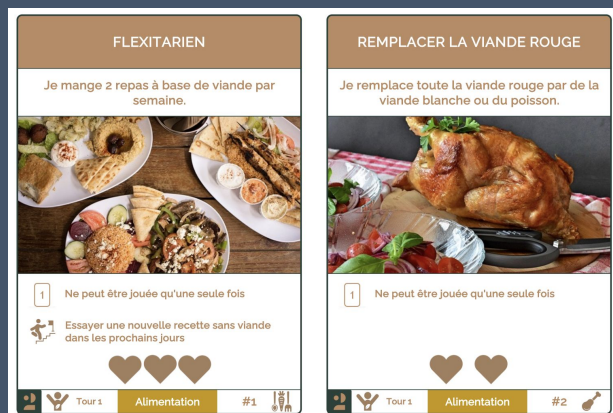 FLEXITARIEN
Je mange 2 repas à base de viande par
semaine.
1 Ne peut être jouée qu'une seule fois
Essayer une nouvelle recette sans viande
dans les prochains jours
2 Tour 1 Alimentation #1
REMPLACER LA VIANDE ROUGE
Je remplace toute la viande rouge par de la
viande blanche ou du poisson.
1 Ne peut être jouée qu'une seule fois
2 Tour 1 Alimentation #2